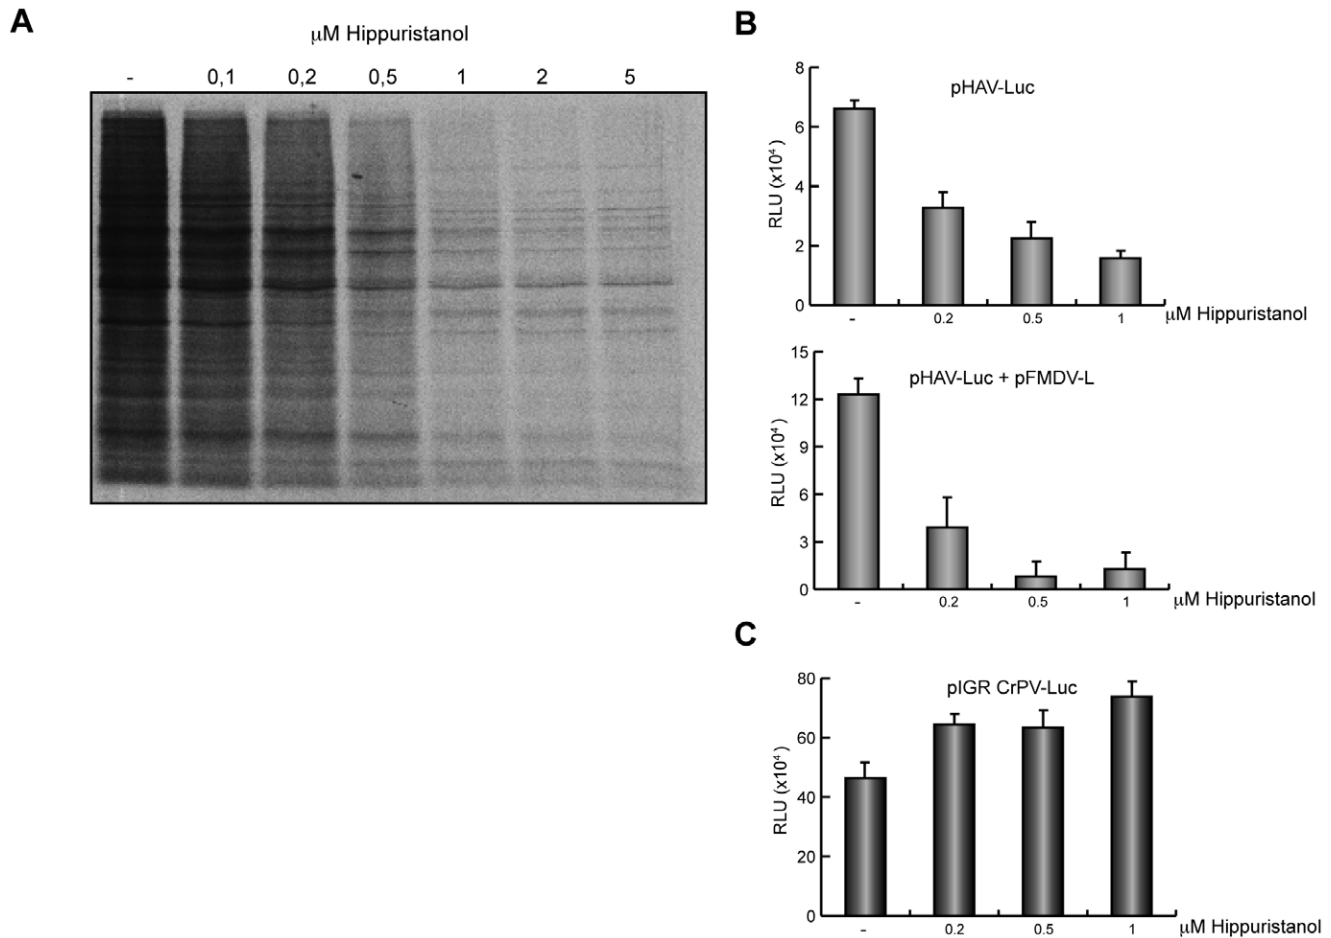 A
μM Hippuristanol
- 0,1 0,2 0,5 1 2 5
B
pHAV-Luc
8
6
4
2
0
RLU (x10⁴)
- 0.2 0.5 1 μM Hippuristanol
pHAV-Luc + pFMDV-L
15
12
9
6
3
0
RLU (x10⁴)
- 0.2 0.5 1 μM Hippuristanol
C
pIGR CrPV-Luc
80
60
40
20
0
RLU (x10⁴)
- 0.2 0.5 1 μM Hippuristanol